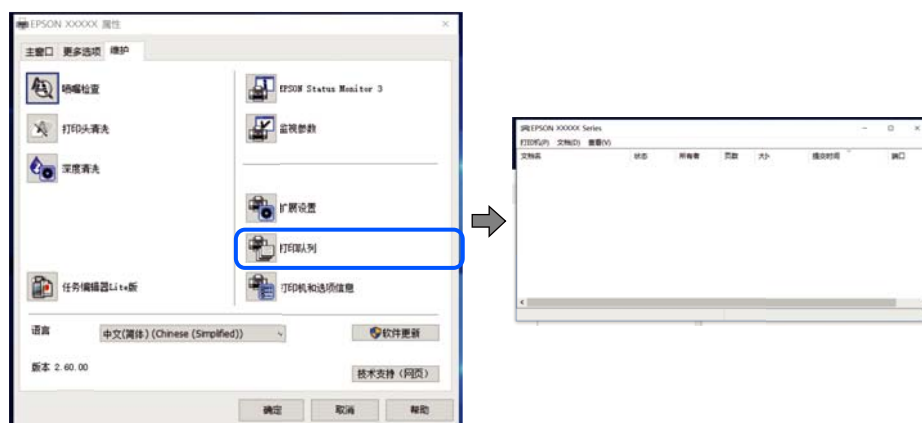 EPSON XXXXX 属性
主窗口 更多选项 维护
喷嘴检查
EPSON Status Monitor 3
打印头清洗
监视参数
深度清洗
扩展设置
打印队列
任务编辑器Lite版
打印机和选项信息
语言
中文(简体) (Chinese (Simplified))
软件更新
版本 2.60.00
技术支持（网页）
确定 取消 帮助
EPSON XXXXX Series
打印机(P) 文档(D) 查看(V)
文档名 状态 所有者 页数 大小 提交时间 端口